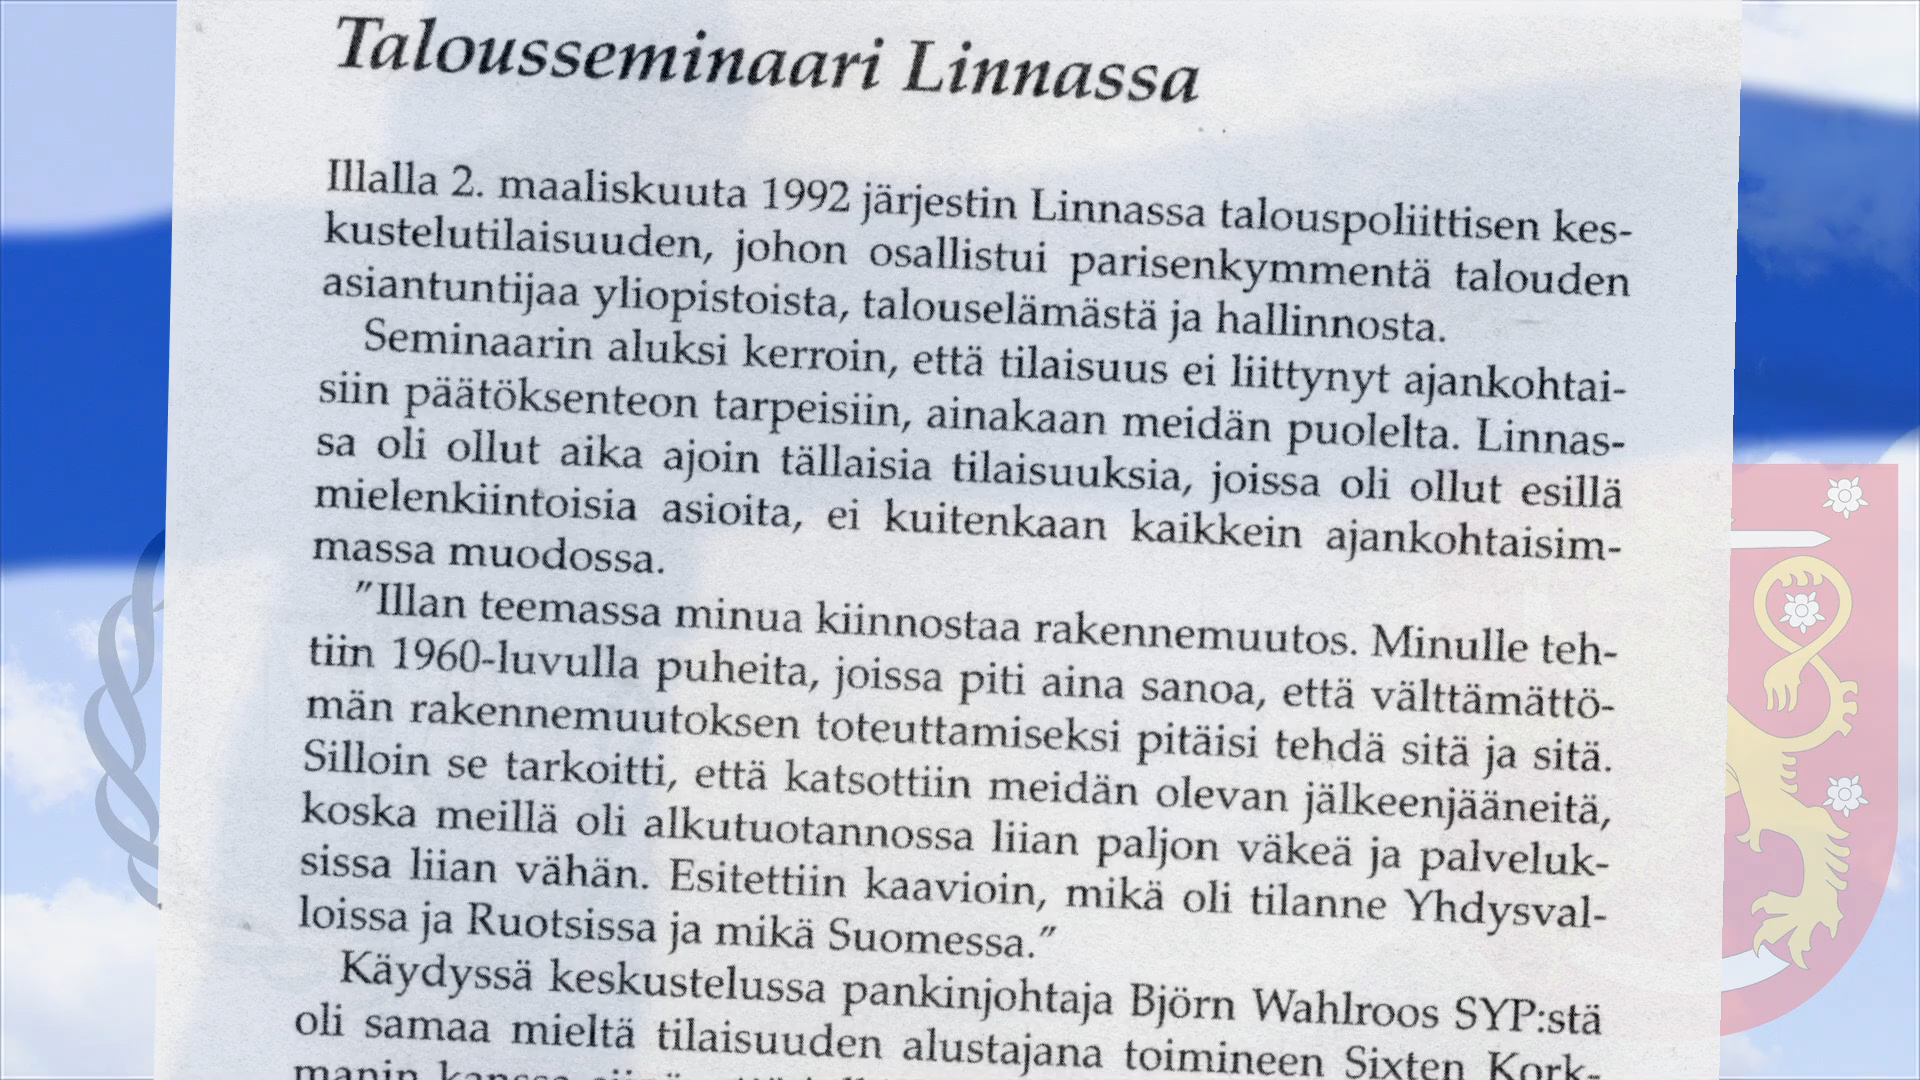 Talousseminaari Linnassa
Illalla 2. maaliskuuta 1992 järjestin Linnassa talouspoliittisen kes-
kustelutilaisuuden, johon osallistui parisenkymmentä talouden
asiantuntijaa yliopistoista, talouselämästä ja hallinnosta.
Seminaarin aluksi kerroin, että tilaisuus ei liittynyt ajankohtai-
siin päätöksenteon tarpeisiin, ainakaan meidän puolelta. Linnas-
sa oli ollut aika ajoin tällaisia tilaisuuksia, joissa oli ollut esillä
mielenkiintoisia asioita, ei kuitenkaan kaikkein ajankohtaisim-
massa muodossa.
"Illan teemassa minua kiinnostaa rakennemuutos. Minulle teh-
tiin 1960-luvulla puheita, joissa piti aina sanoa, että välttämättö-
män rakennemuutoksen toteuttamiseksi pitäisi tehdä sitä ja sitä.
Silloin se tarkoitti, että katsottiin meidän olevan jälkeenjääneitä,
koska meillä oli alkutuotannossa liian paljon väkeä ja palveluk-
sissa liian vähän. Esitettiin kaavioin, mikä oli tilanne Yhdysval-
loissa ja Ruotsissa ja mikä Suomessa."
Käydyssä keskustelussa pankinjohtaja Björn Wahlroos SYP:stä
oli samaa mieltä tilaisuuden alustajana toimineen Sixten Kork-
manin kanssa